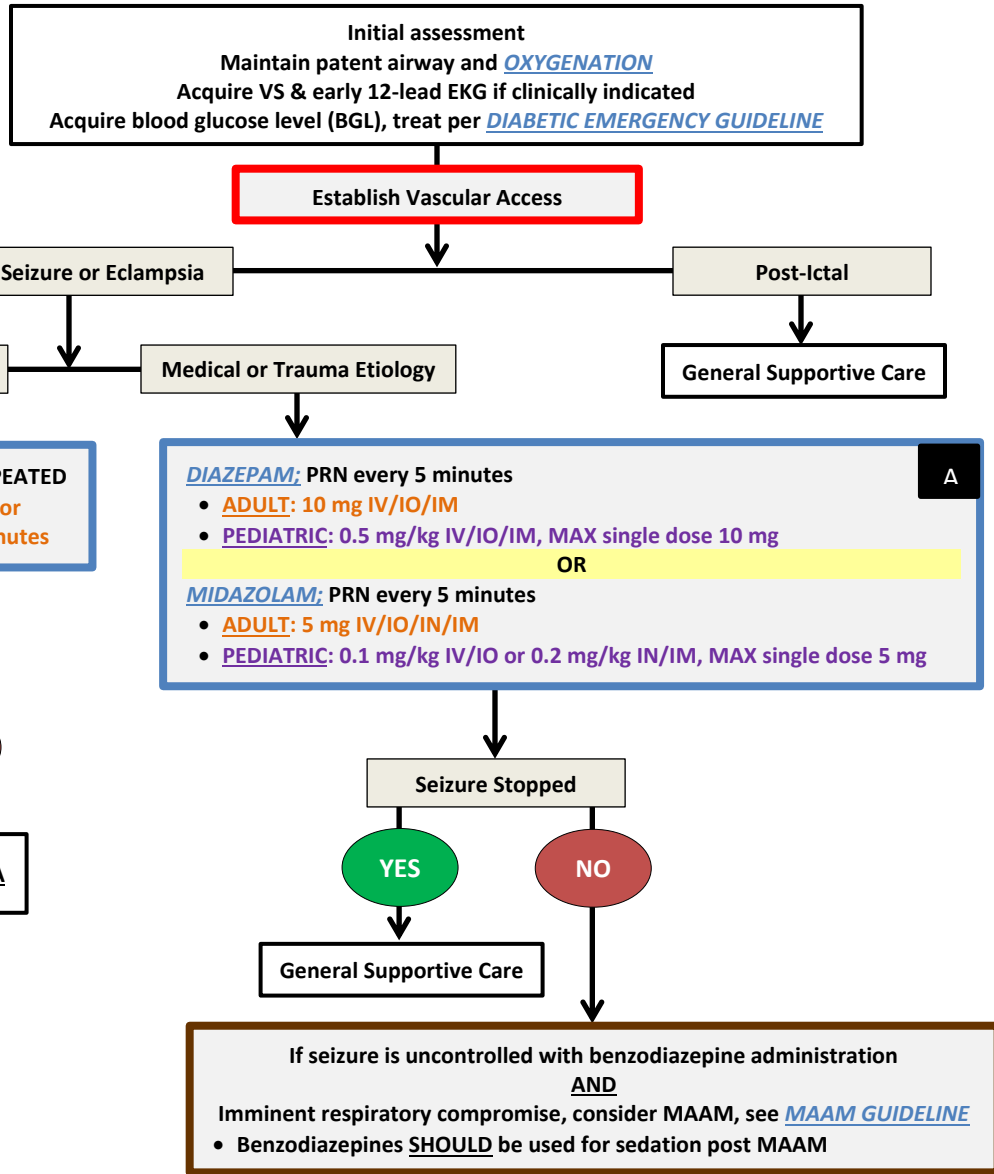 Initial assessment
Maintain patent airway and OXYGENATION
Acquire VS & early 12-lead EKG if clinically indicated
Acquire blood glucose level (BGL), treat per DIABETIC EMERGENCY GUIDELINE
Establish Vascular Access
Seizure or Eclampsia
Post-Ictal
Medical or Trauma Etiology
General Supportive Care
PEATED
or
nutes
A
DIAZEPAM; PRN every 5 minutes
• ADULT: 10 mg IV/IO/IM
• PEDIATRIC: 0.5 mg/kg IV/IO/IM, MAX single dose 10 mg
OR
MIDAZOLAM; PRN every 5 minutes
• ADULT: 5 mg IV/IO/IN/IM
• PEDIATRIC: 0.1 mg/kg IV/IO or 0.2 mg/kg IN/IM, MAX single dose 5 mg
Seizure Stopped
A
YES
NO
General Supportive Care
If seizure is uncontrolled with benzodiazepine administration
AND
Imminent respiratory compromise, consider MAAM, see MAAM GUIDELINE
• Benzodiazepines SHOULD be used for sedation post MAAM